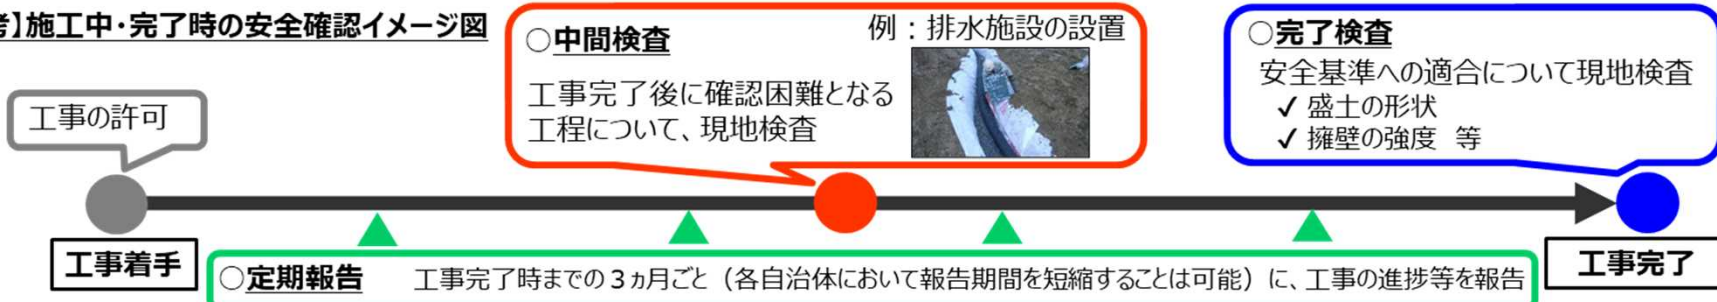 】施工中・完了時の安全確認イメージ図
工事の許可
○中間検査
例：排水施設の設置
工事完了後に確認困難となる
工程について、現地検査
○完了検査
安全基準への適合について現地検査
✓ 盛土の形状
✓ 擁壁の強度 等
工事着手
○定期報告 工事完了時までの３ヵ月ごと（各自治体において報告期間を短縮することは可能）に、工事の進捗等を報告
工事完了